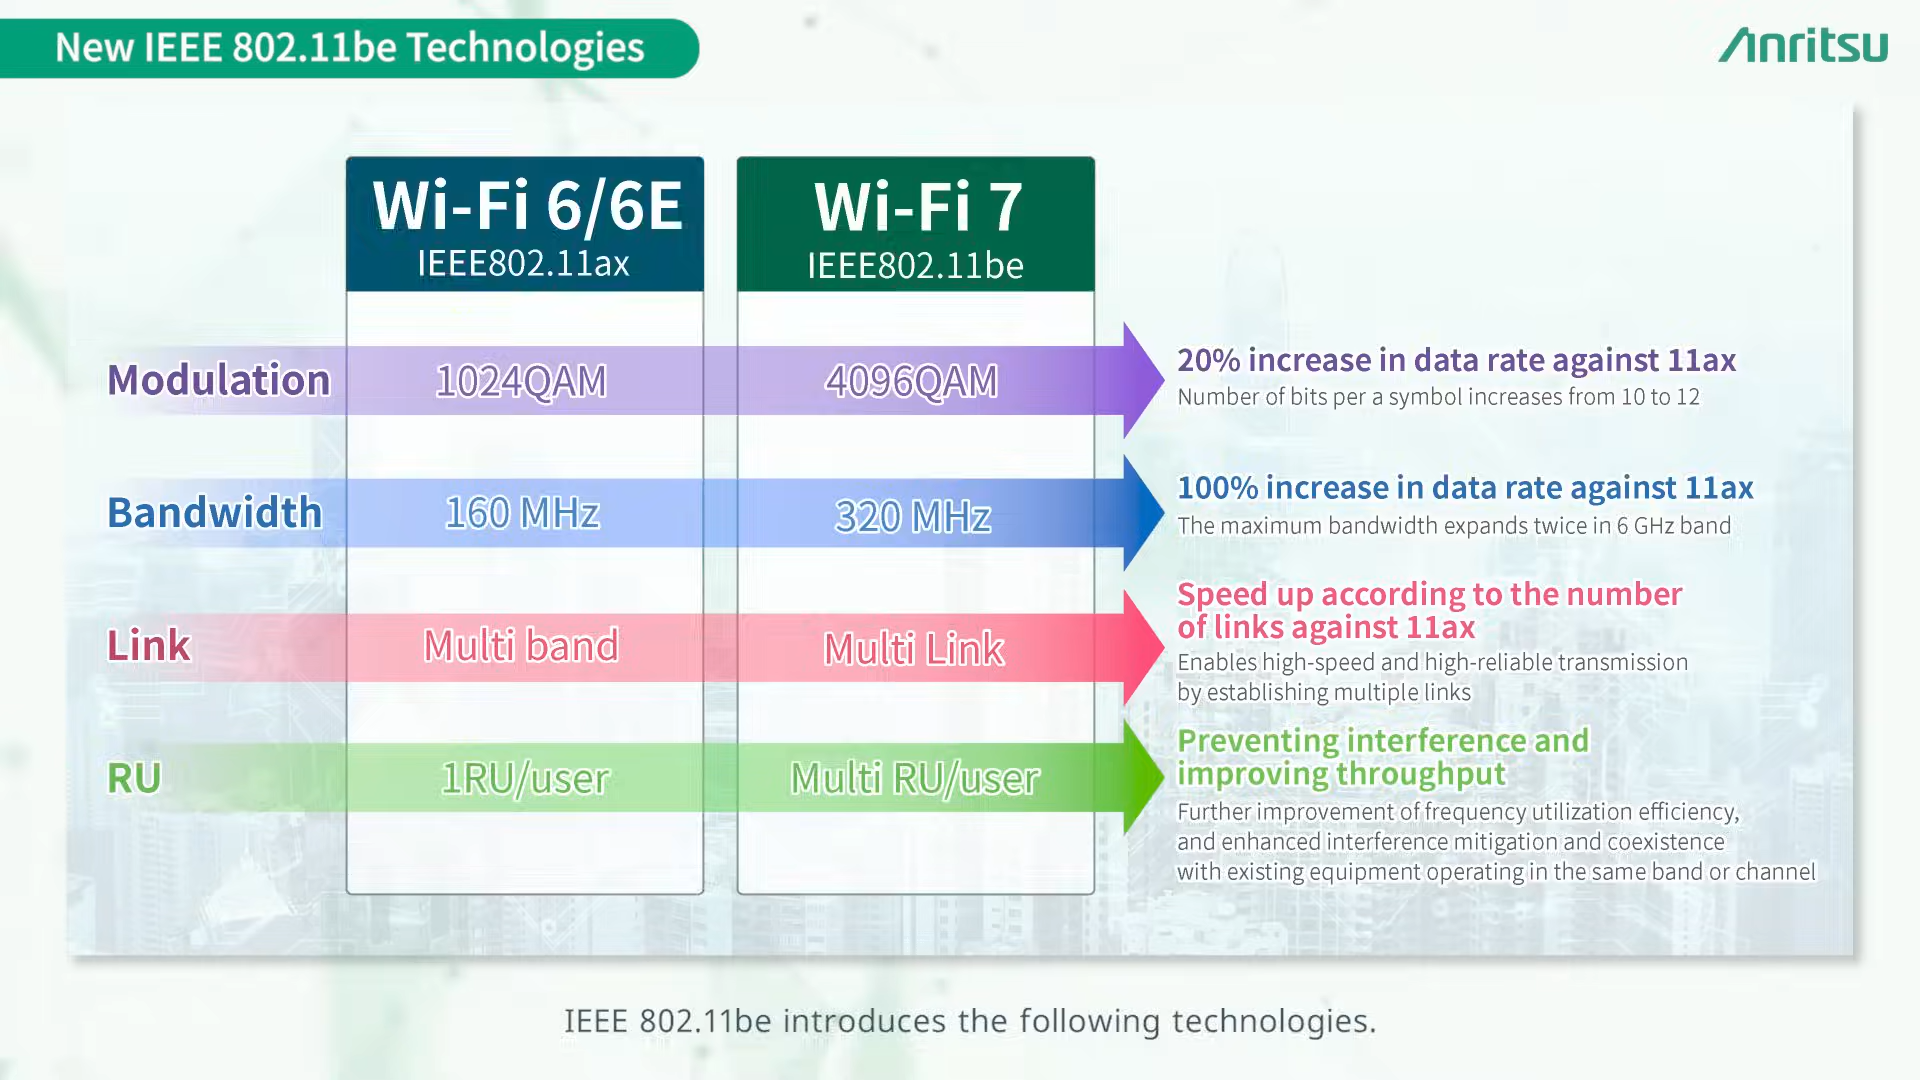 New IEEE 802.11be Technologies
Anritsu
Wi-Fi 6/6E
IEEE802.11ax
Wi-Fi 7
IEEE802.11be
Modulation
1024QAM
4096QAM
20% increase in data rate against 11ax
Number of bits per a symbol increases from 10 to 12
Bandwidth
160 MHz
320 MHz
100% increase in data rate against 11ax
The maximum bandwidth expands twice in 6 GHz band
Link
Multi band
Multi Link
Speed up according to the number
of links against 11ax
Enables high-speed and high-reliable transmission
by establishing multiple links
RU
1RU/user
Multi RU/user
Preventing interference and
improving throughput
Further improvement of frequency utilization efficiency,
and enhanced interference mitigation and coexistence
with existing equipment operating in the same band or channel
IEEE 802.11be introduces the following technologies.